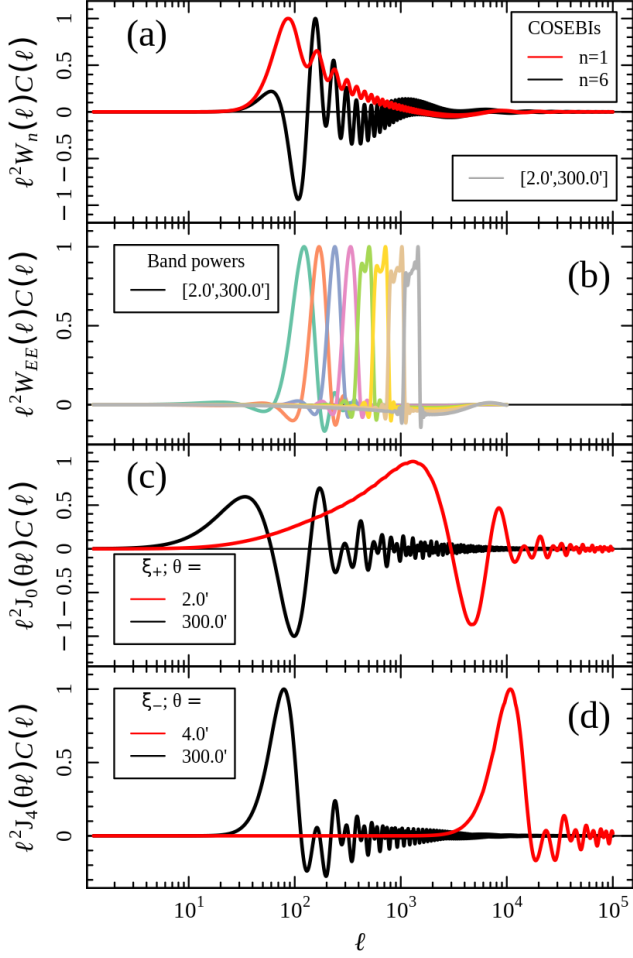 (a)
COSEBIs
n=1
n=6
[2.0',300.0']
ℓ²Wₙ(ℓ)C(ℓ)
1
0.5
0
−0.5
−1
Band powers
[2.0',300.0']
(b)
ℓ²W_EE(ℓ)C(ℓ)
1
0.5
0
(c)
ξ₊; θ =
2.0'
300.0'
ℓ²J₀(θℓ)C(ℓ)
1
0.5
0
−0.5
−1
ξ₋; θ =
4.0'
300.0'
(d)
ℓ²J₄(θℓ)C(ℓ)
1
0.5
0
10¹ 10² 10³ 10⁴ 10⁵
ℓ